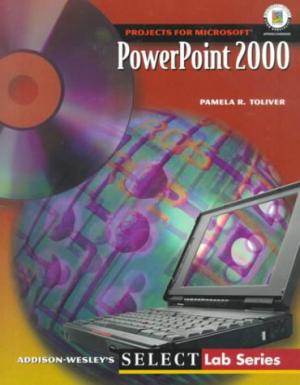 PROJECTS FOR MICROSOFT®
PowerPoint 2000
PAMELA R. TOLIVER
ADDISON-WESLEY'S SELECT Lab Series